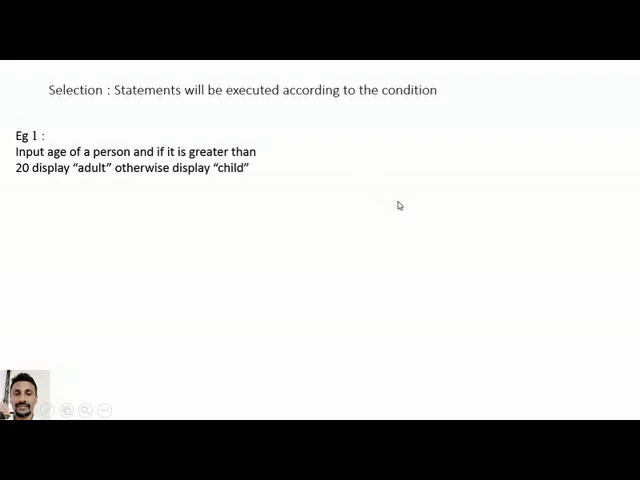 Selection : Statements will be executed according to the condition
Eg 1 :
Input age of a person and if it is greater than
20 display “adult” otherwise display “child”